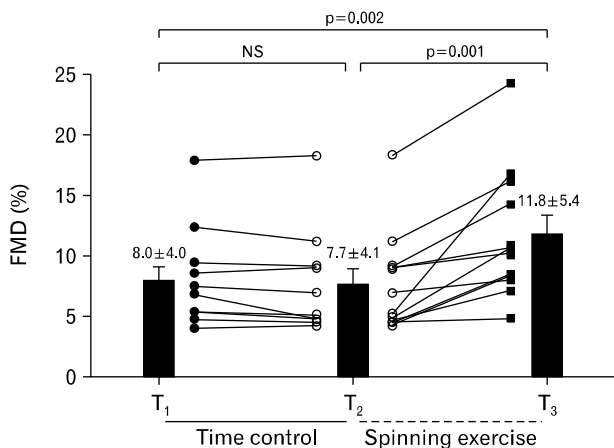 p=0.002
NS
p=0.001
25
20
15
10
5
0
FMD (%)
8.0±4.0
7.7±4.1
11.8±5.4
T₁
T₂
T₃
Time control
Spinning exercise